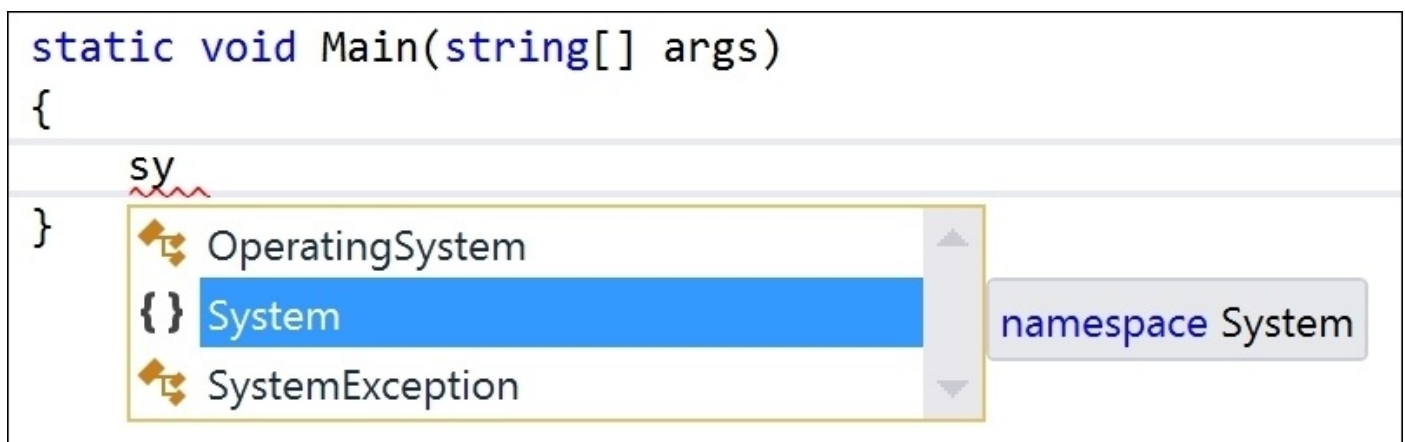 static void Main(string[] args)
{
sy
}
OperatingSystem
{ } System
namespace System
SystemException